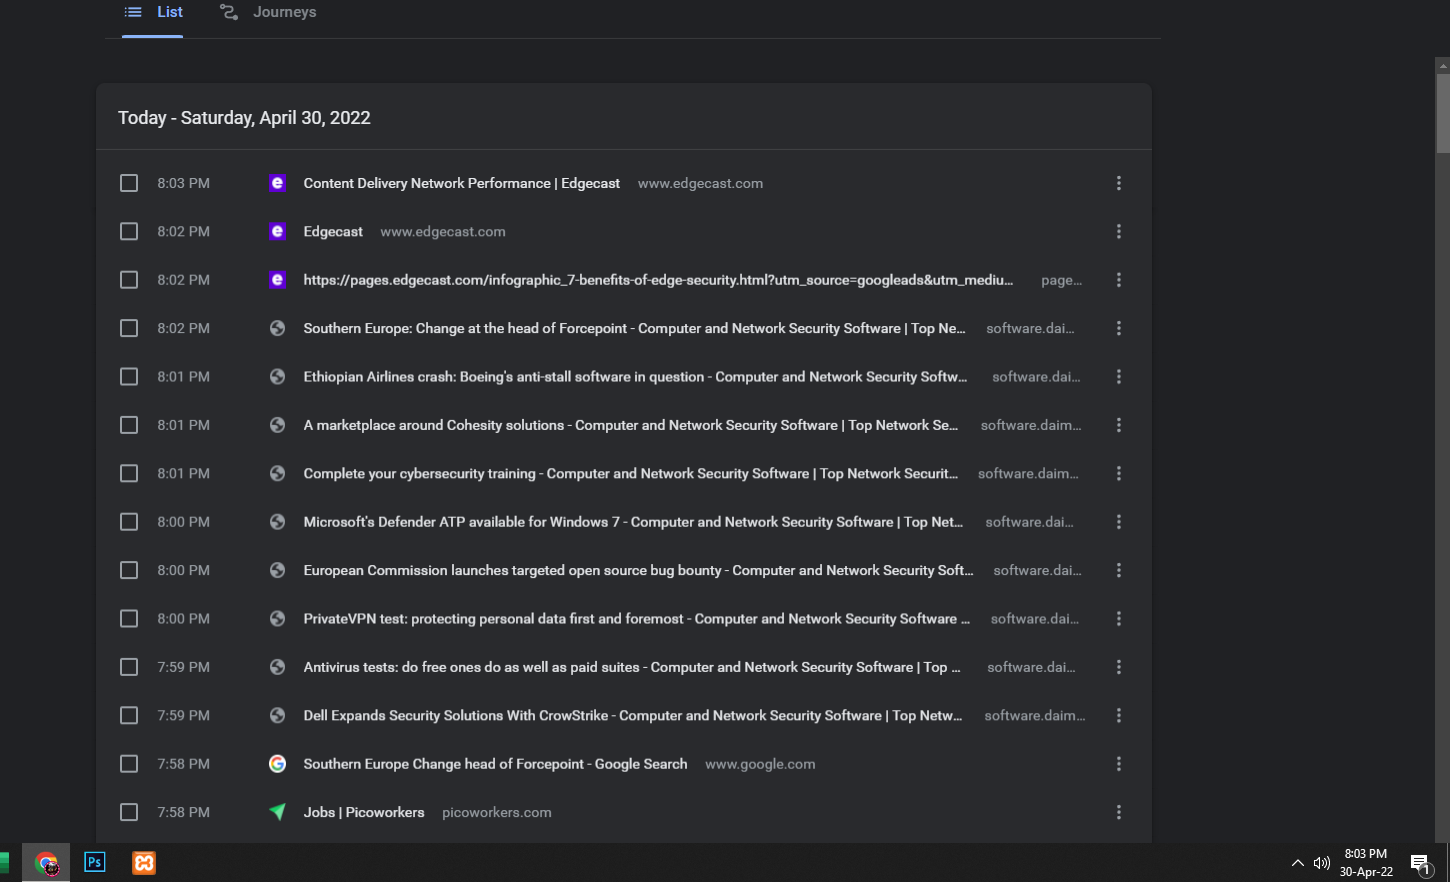 List Journeys
Today - Saturday, April 30, 2022
8:03 PM e Content Delivery Network Performance | Edgecast www.edgecast.com
8:02 PM e Edgecast www.edgecast.com
8:02 PM e https://pages.edgecast.com/infographic_7-benefits-of-edge-security.html?utm_source=googleads&utm_mediu... page...
8:02 PM Southern Europe: Change at the head of Forcepoint - Computer and Network Security Software | Top Ne... software.dai...
8:01 PM Ethiopian Airlines crash: Boeing's anti-stall software in question - Computer and Network Security Softw... software.dai...
8:01 PM A marketplace around Cohesity solutions - Computer and Network Security Software | Top Network Se... software.daim...
8:01 PM Complete your cybersecurity training - Computer and Network Security Software | Top Network Securit... software.daim...
8:00 PM Microsoft's Defender ATP available for Windows 7 - Computer and Network Security Software | Top Net... software.dai...
8:00 PM European Commission launches targeted open source bug bounty - Computer and Network Security Soft... software.dai...
8:00 PM PrivateVPN test: protecting personal data first and foremost - Computer and Network Security Software ... software.dai...
7:59 PM Antivirus tests: do free ones do as well as paid suites - Computer and Network Security Software | Top ... software.dai...
7:59 PM Dell Expands Security Solutions With CrowStrike - Computer and Network Security Software | Top Netw... software.daim...
7:58 PM G Southern Europe Change head of Forcepoint - Google Search www.google.com
7:58 PM Jobs | Picoworkers picoworkers.com
Ps 8:03 PM
30-Apr-22 1